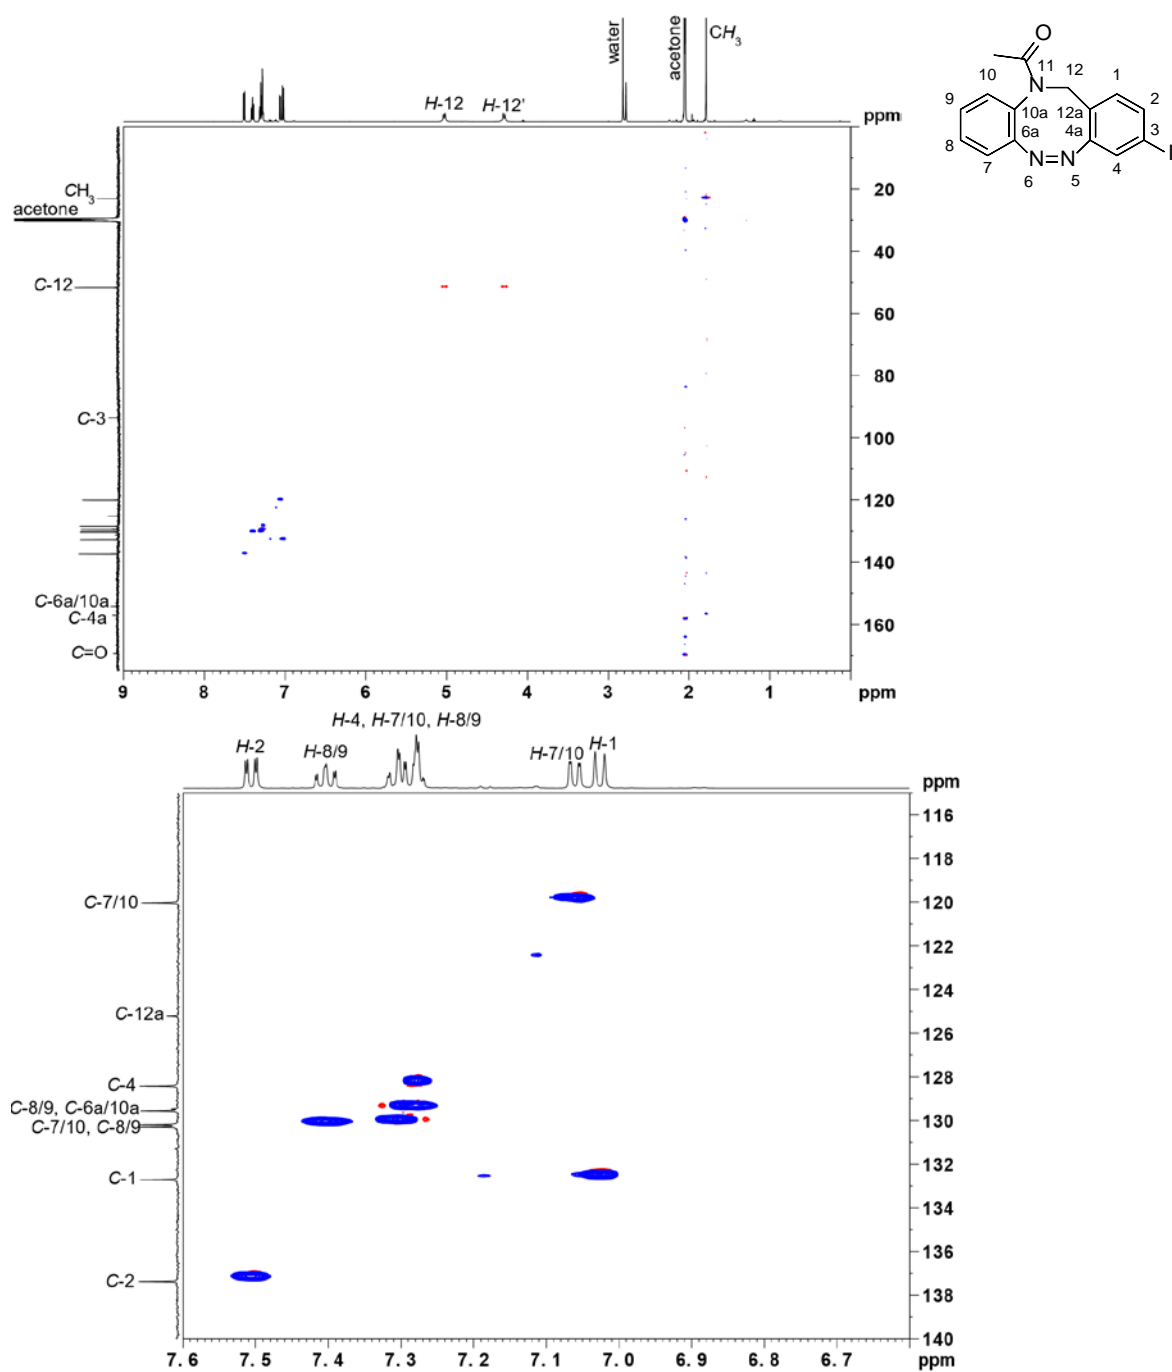 water
acetone
CH3
H-12
H-12'
ppm
CH3
acetone
C-12
C-3
C-6a/10a
C-4a
C=O
20
40
60
80
100
120
140
160
9 8 7 6 5 4 3 2 1 ppm
O
11 12
10 N 1
9 10a 12a 2
6a 4a 3 I
8 N=N
7 6 5 4
H-4, H-7/10, H-8/9
H-2 H-8/9 H-7/10 H-1
ppm
C-7/10
C-12a
C-4
C-8/9, C-6a/10a
C-7/10, C-8/9
C-1
C-2
116
118
120
122
124
126
128
130
132
134
136
138
140
7.6 7.5 7.4 7.3 7.2 7.1 7.0 6.9 6.8 6.7 ppm